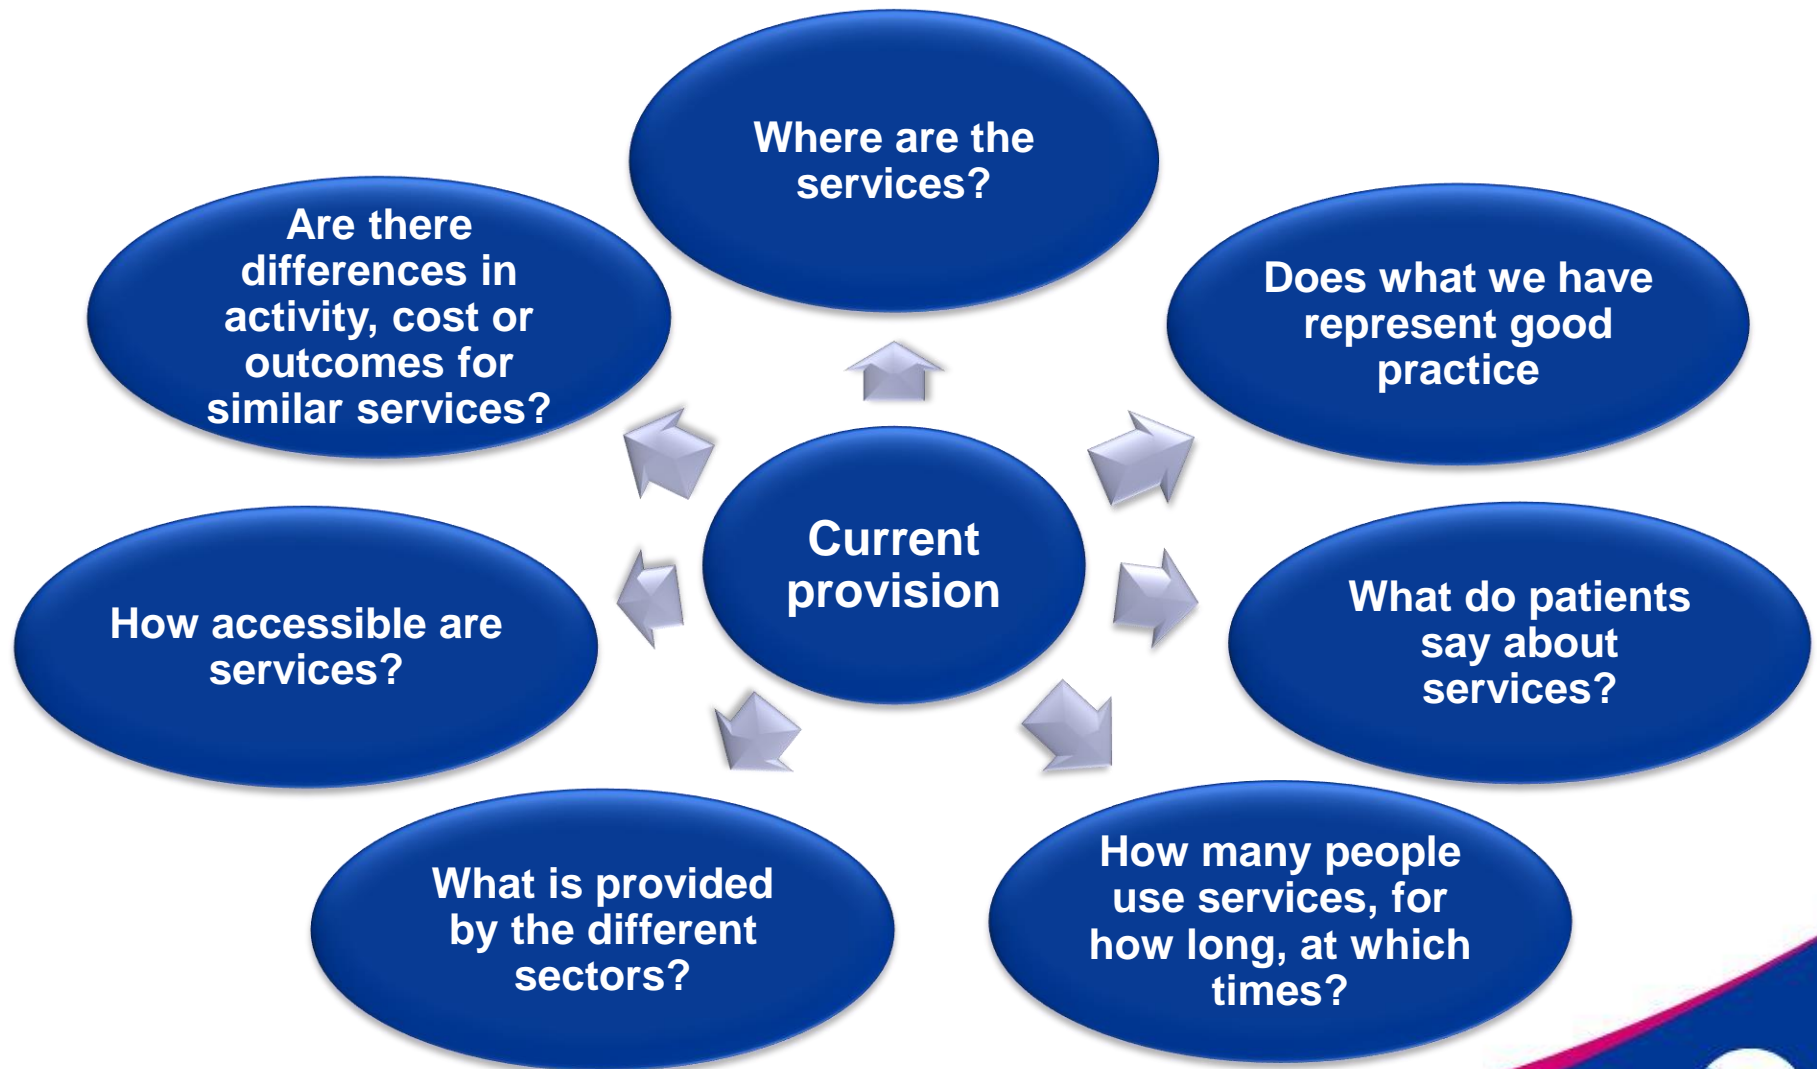 Where are the
services?
Does what we have
represent good
practice
What do patients
say about
services?
How many people
use services, for
how long, at which
times?
What is provided
by the different
sectors?
How accessible are
services?
Are there
differences in
activity, cost or
outcomes for
similar services?
Current
provision